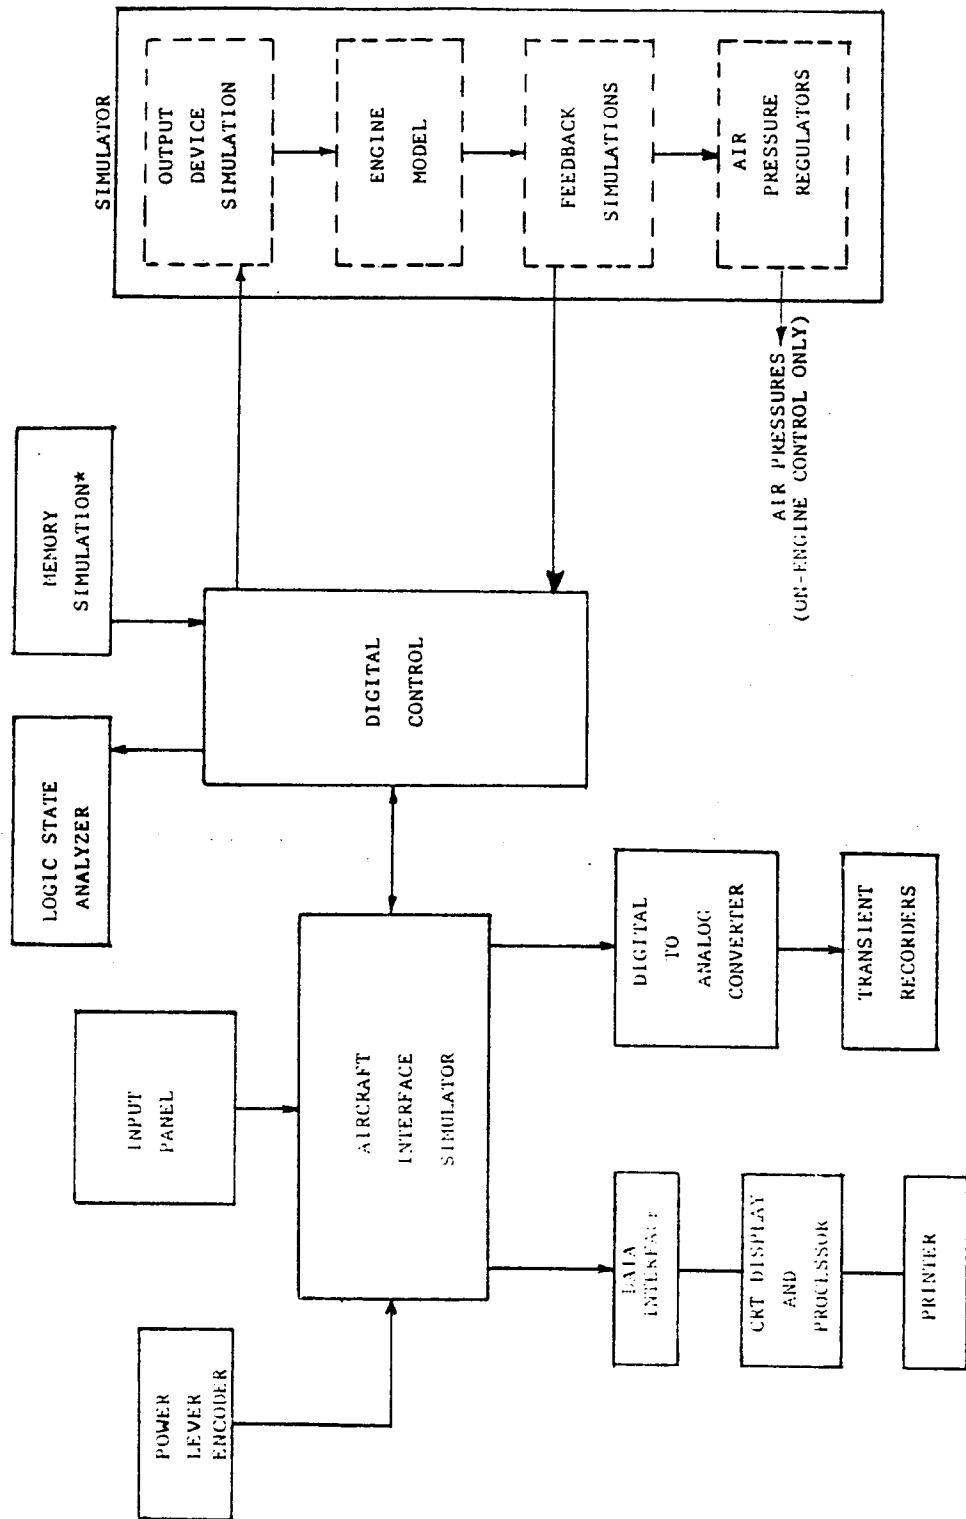 POWER
LEVER
ENCODER
INPUT
PANEL
LOGIC STATE
ANALYZER
MEMORY
SIMULATION*
SIMULATOR
OUTPUT
DEVICE
SIMULATION
ENGINE
MODEL
FEEDBACK
SIMULATIONS
AIR
PRESSURE
REGULATORS
AIRCRAFT
INTERFACE
SIMULATOR
DIGITAL
CONTROL
AIR PRESSURES
(ON-ENGINE CONTROL ONLY)
DATA
INTERFACE
CRT DISPLAY
AND
PROCESSOR
PRINTER
DIGITAL
TO
ANALOG
CONVERTER
TRANSIENT
RECORDERS